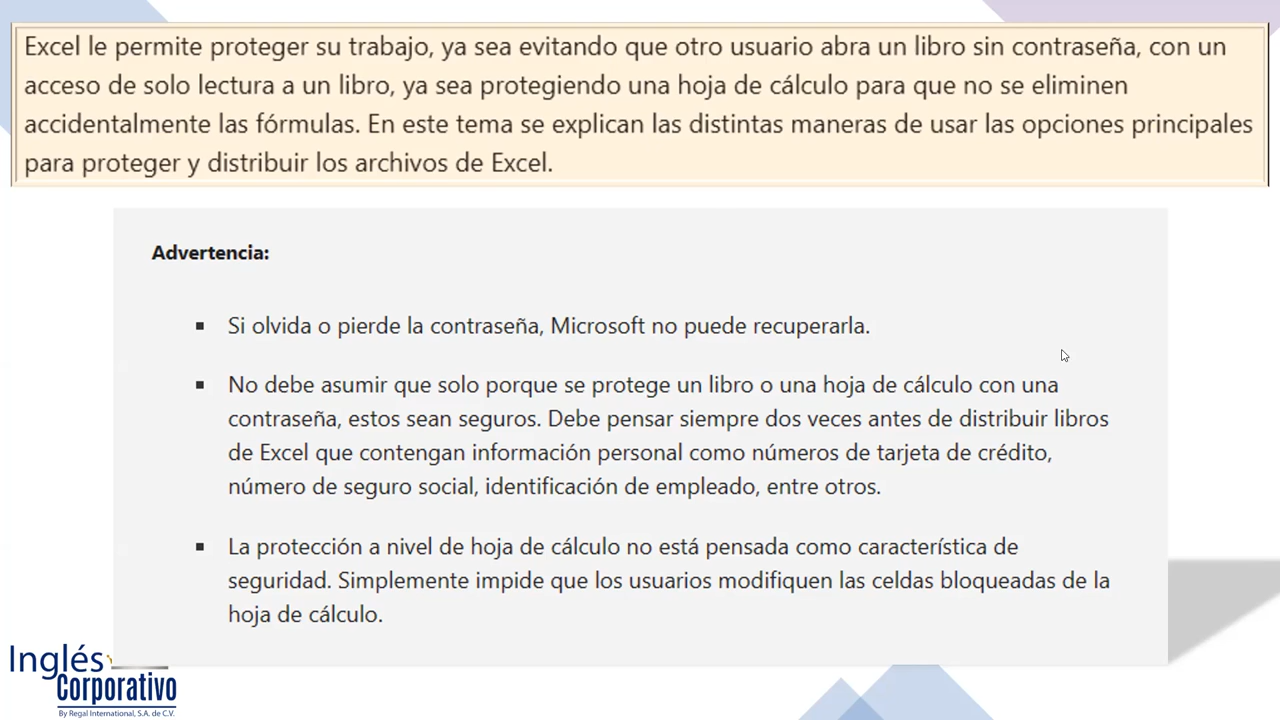 Excel le permite proteger su trabajo, ya sea evitando que otro usuario abra un libro sin contraseña, con un
acceso de solo lectura a un libro, ya sea protegiendo una hoja de cálculo para que no se eliminen
accidentalmente las fórmulas. En este tema se explican las distintas maneras de usar las opciones principales
para proteger y distribuir los archivos de Excel.
Advertencia:
▪ Si olvida o pierde la contraseña, Microsoft no puede recuperarla.
▪ No debe asumir que solo porque se protege un libro o una hoja de cálculo con una
contraseña, estos sean seguros. Debe pensar siempre dos veces antes de distribuir libros
de Excel que contengan información personal como números de tarjeta de crédito,
número de seguro social, identificación de empleado, entre otros.
▪ La protección a nivel de hoja de cálculo no está pensada como característica de
seguridad. Simplemente impide que los usuarios modifiquen las celdas bloqueadas de la
hoja de cálculo.
Inglés
Corporativo
By Regal International, S.A. de C.V.